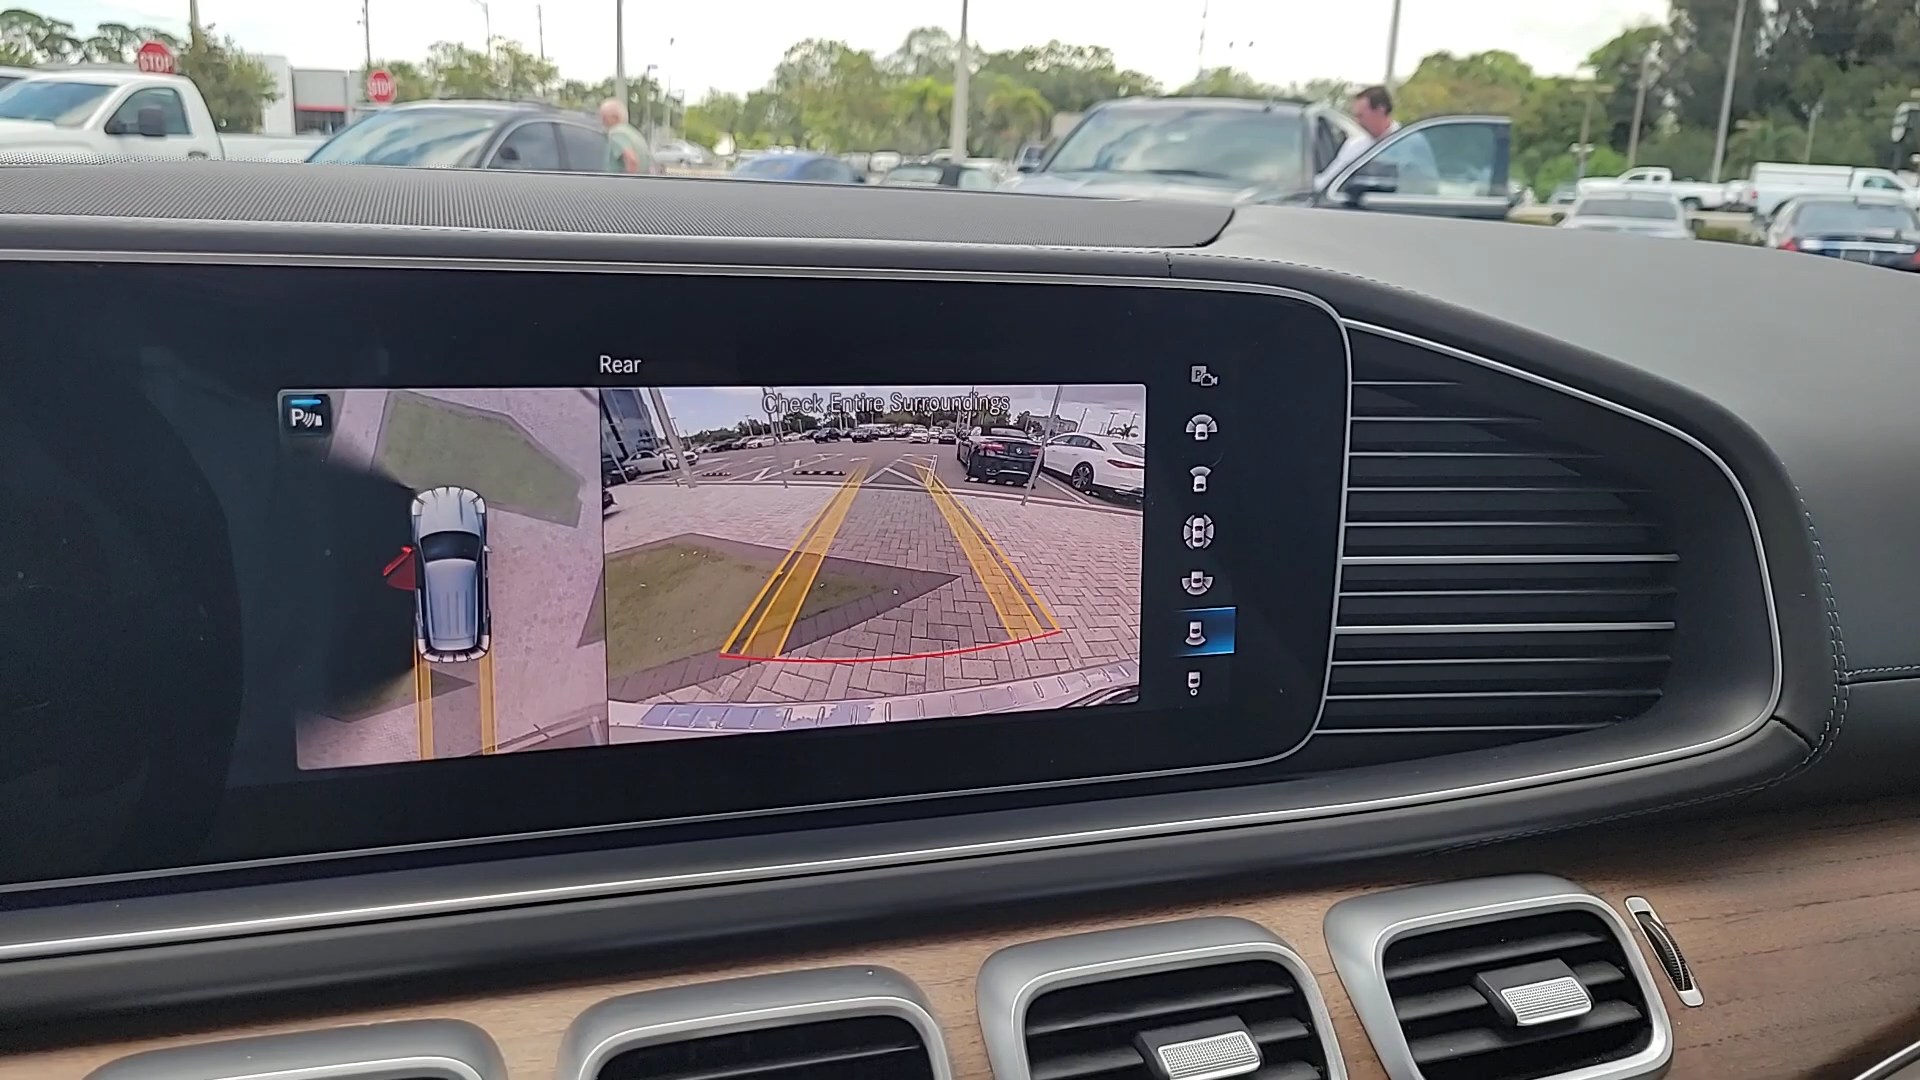 STOP
STOP
Rear
Check Entire Surroundings
P
P